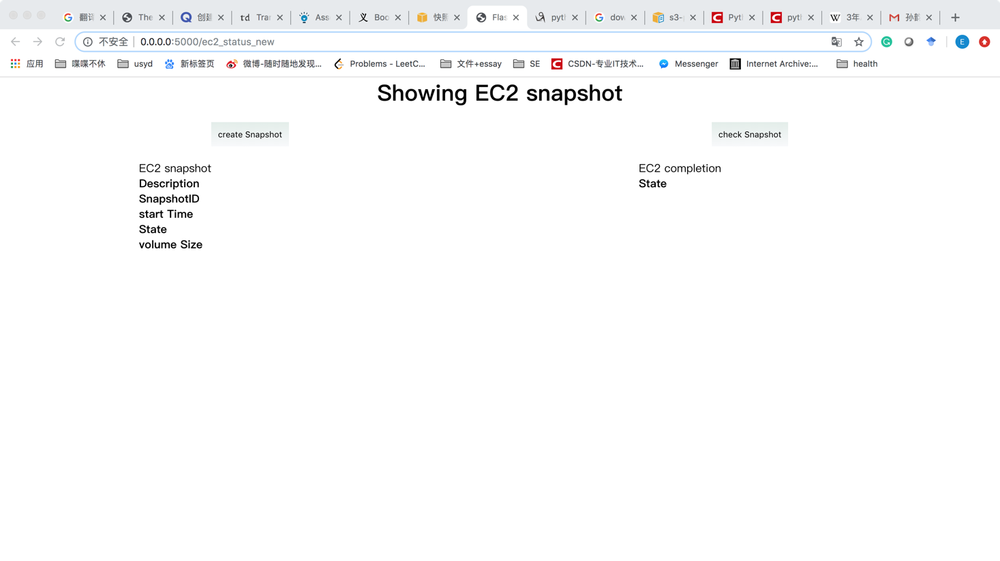 翻译 The 创建 td Tran Ass 义 Boo 快照 Flas pyth dow s3- Pyth pyth W 3年 孙韵
不安全 0.0.0.0:5000/ec2_status_new E
应用 喋喋不休 usyd 新标签页 微博-随时随地发现... Problems - LeetC... 文件+essay SE CSDN-专业IT技术... Messenger Internet Archive:... health
Showing EC2 snapshot
create Snapshot check Snapshot
EC2 snapshot EC2 completion
Description State
SnapshotID
start Time
State
volume Size